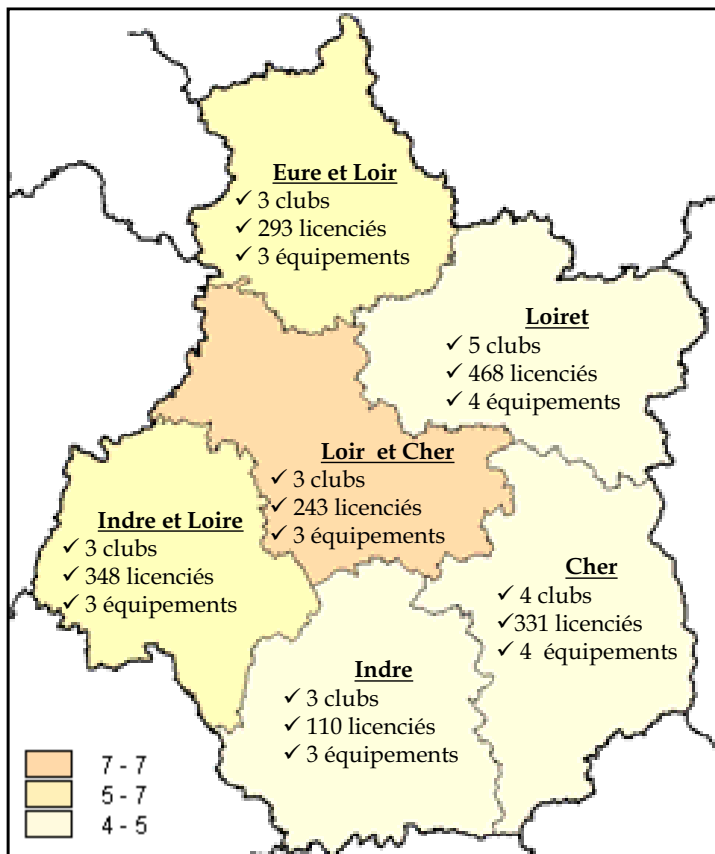 Eure et Loir
✓ 3 clubs
✓ 293 licenciés
✓ 3 équipements
Loiret
✓ 5 clubs
✓ 468 licenciés
✓ 4 équipements
Loir et Cher
✓ 3 clubs
✓ 243 licenciés
✓ 3 équipements
Indre et Loire
✓ 3 clubs
✓ 348 licenciés
✓ 3 équipements
Cher
✓ 4 clubs
✓331 licenciés
✓ 4 équipements
Indre
✓ 3 clubs
✓ 110 licenciés
✓ 3 équipements
7 - 7
5 - 7
4 - 5